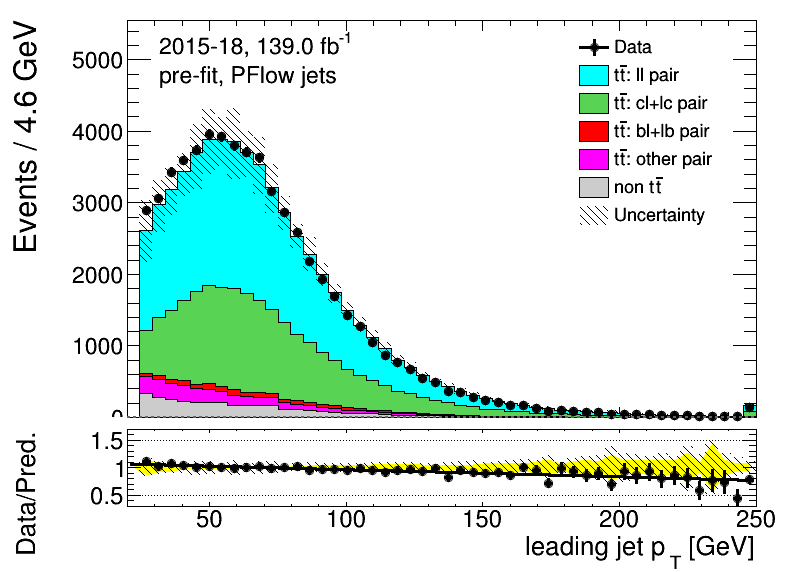 Events / 4.6 GeV
5000
4000
3000
2000
1000
0
2015-18, 139.0 fb⁻¹
pre-fit, PFlow jets
Data
tt̄: ll pair
tt̄: cl+lc pair
tt̄: bl+lb pair
tt̄: other pair
non tt̄
Uncertainty
Data/Pred.
1.5
1
0.5
50 100 150 200 250
leading jet p_T [GeV]